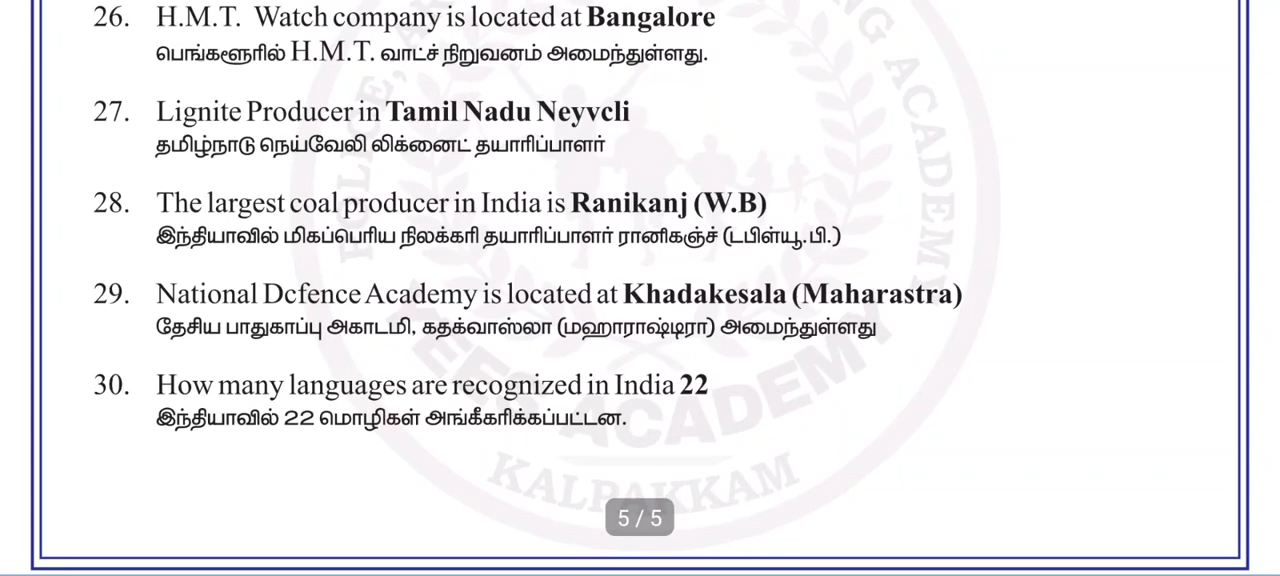 26. H.M.T. Watch company is located at Bangalore
பெங்களூரில் H.M.T. வாட்ச் நிறுவனம் அமைந்துள்ளது.
27. Lignite Producer in Tamil Nadu Neyvcli
தமிழ்நாடு நெய்வேலி லிக்னைட் தயாரிப்பாளர்
28. The largest coal producer in India is Ranikanj (W.B)
இந்தியாவில் மிகப்பெரிய நிலக்கரி தயாரிப்பாளர் ரானிகஞ்ச் (டபிள்யூ.பி.)
29. National Dcfence Academy is located at Khadakesala (Maharastra)
தேசிய பாதுகாப்பு அகாடமி, கதக்வாஸ்லா (மஹாராஷ்டிரா) அமைந்துள்ளது
30. How many languages are recognized in India 22
இந்தியாவில் 22 மொழிகள் அங்கீகரிக்கப்பட்டன.
ACADEMY
ACADEMY
KALPAKKAM
5 / 5